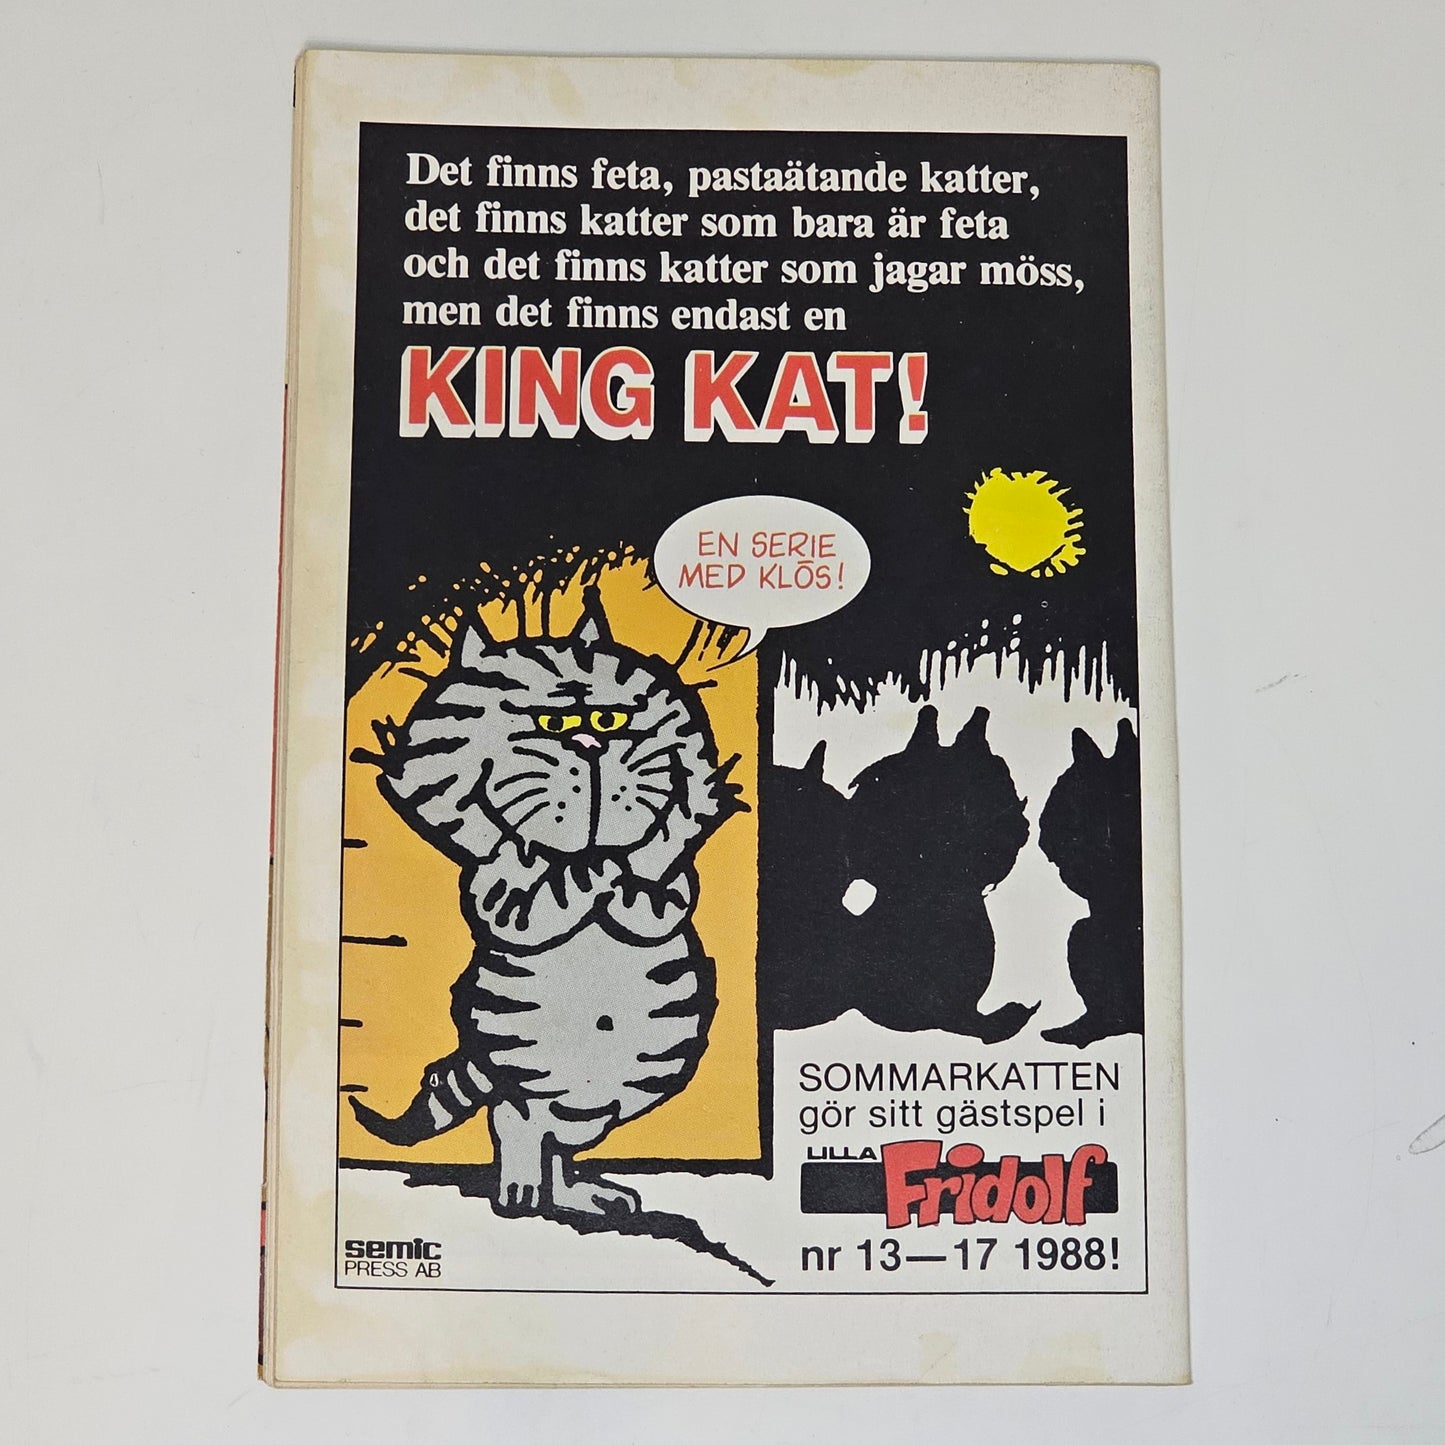 Det finns feta, pastaätande katter,
det finns katter som bara är feta
och det finns katter som jagar möss,
men det finns endast en
KING KAT!
EN SERIE
MED KLÖS!
SOMMARKATTEN
gör sitt gästspel i
LILLA
Fridolf
nr 13—17 1988!
semic
PRESS AB